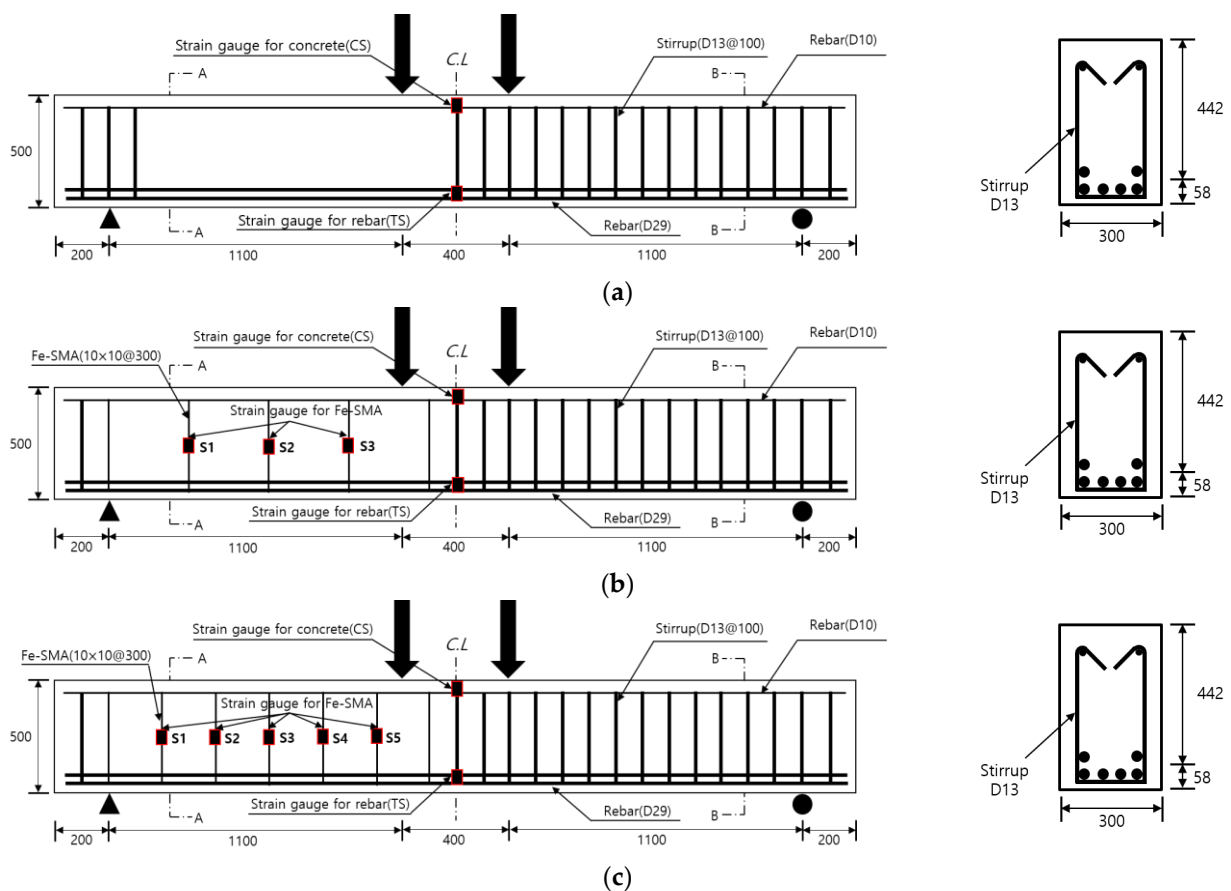 Strain gauge for concrete(CS)
C.L
Stirrup(D13@100)
Rebar(D10)
A
B
500
442
58
Stirrup
D13
A
Strain gauge for rebar(TS)
Rebar(D29)
B
200
1100
400
1100
200
300
(a)
Strain gauge for concrete(CS)
C.L
Stirrup(D13@100)
Rebar(D10)
Fe-SMA(10×10@300)
A
B
Strain gauge for Fe-SMA
S1
S2
S3
500
442
58
Stirrup
D13
A
Strain gauge for rebar(TS)
Rebar(D29)
B
200
1100
400
1100
200
300
(b)
Strain gauge for concrete(CS)
C.L
Stirrup(D13@100)
Rebar(D10)
Fe-SMA(10×10@300)
A
B
Strain gauge for Fe-SMA
S1
S2
S3
S4
S5
500
442
58
Stirrup
D13
A
Strain gauge for rebar(TS)
Rebar(D29)
B
200
1100
400
1100
200
300
(c)